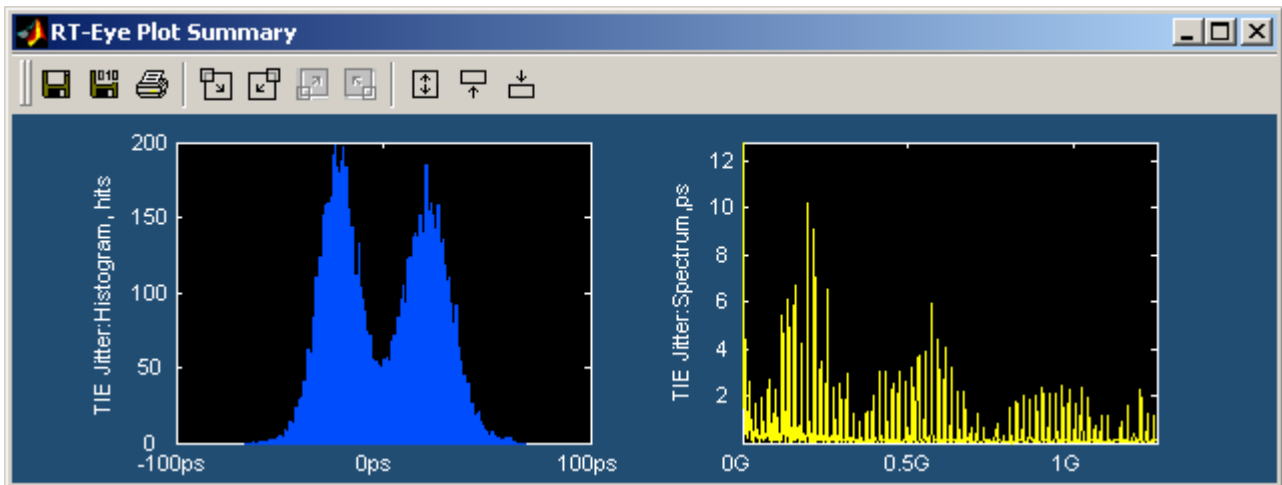 RT-Eye Plot Summary
010
TIE Jitter:Histogram, hits
200
150
100
50
0
-100ps
0ps
100ps
TIE Jitter:Spectrum,ps
12
10
8
6
4
2
0G
0.5G
1G